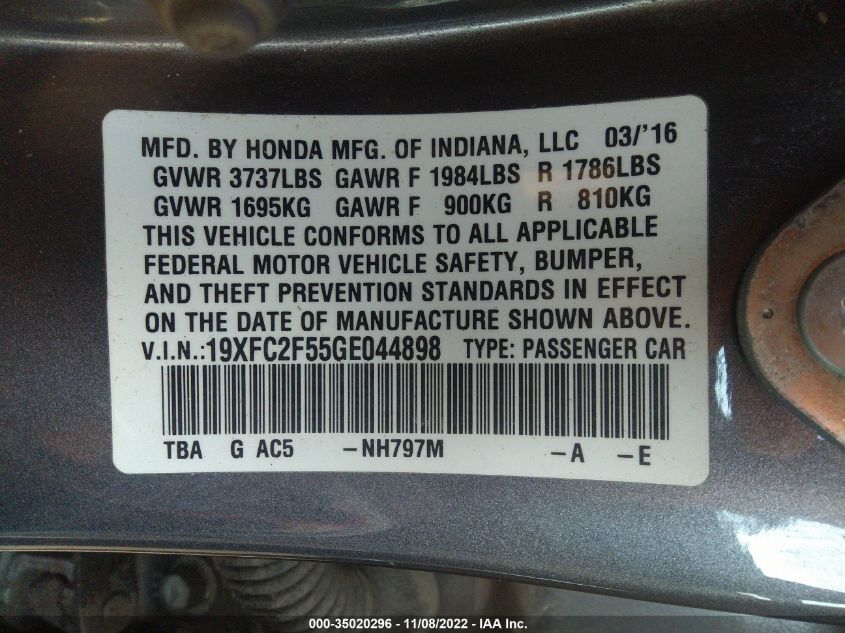 MFD. BY HONDA MFG. OF INDIANA, LLC 03/'16
GVWR 3737LBS GAWR F 1984LBS R 1786LBS
GVWR 1695KG GAWR F 900KG R 810KG
THIS VEHICLE CONFORMS TO ALL APPLICABLE
FEDERAL MOTOR VEHICLE SAFETY, BUMPER,
AND THEFT PREVENTION STANDARDS IN EFFECT
ON THE DATE OF MANUFACTURE SHOWN ABOVE.
V.I.N.:19XFC2F55GE044898 TYPE: PASSENGER CAR
TBA G AC5 -NH797M -A -E
000-35020296 - 11/08/2022 - IAA Inc.